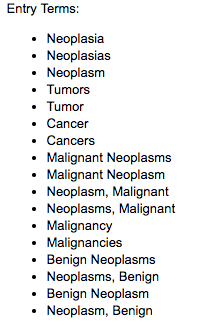 Entry Terms:
• Neoplasia
• Neoplasias
• Neoplasm
• Tumors
• Tumor
• Cancer
• Cancers
• Malignant Neoplasms
• Malignant Neoplasm
• Neoplasm, Malignant
• Neoplasms, Malignant
• Malignancy
• Malignancies
• Benign Neoplasms
• Neoplasms, Benign
• Benign Neoplasm
• Neoplasm, Benign